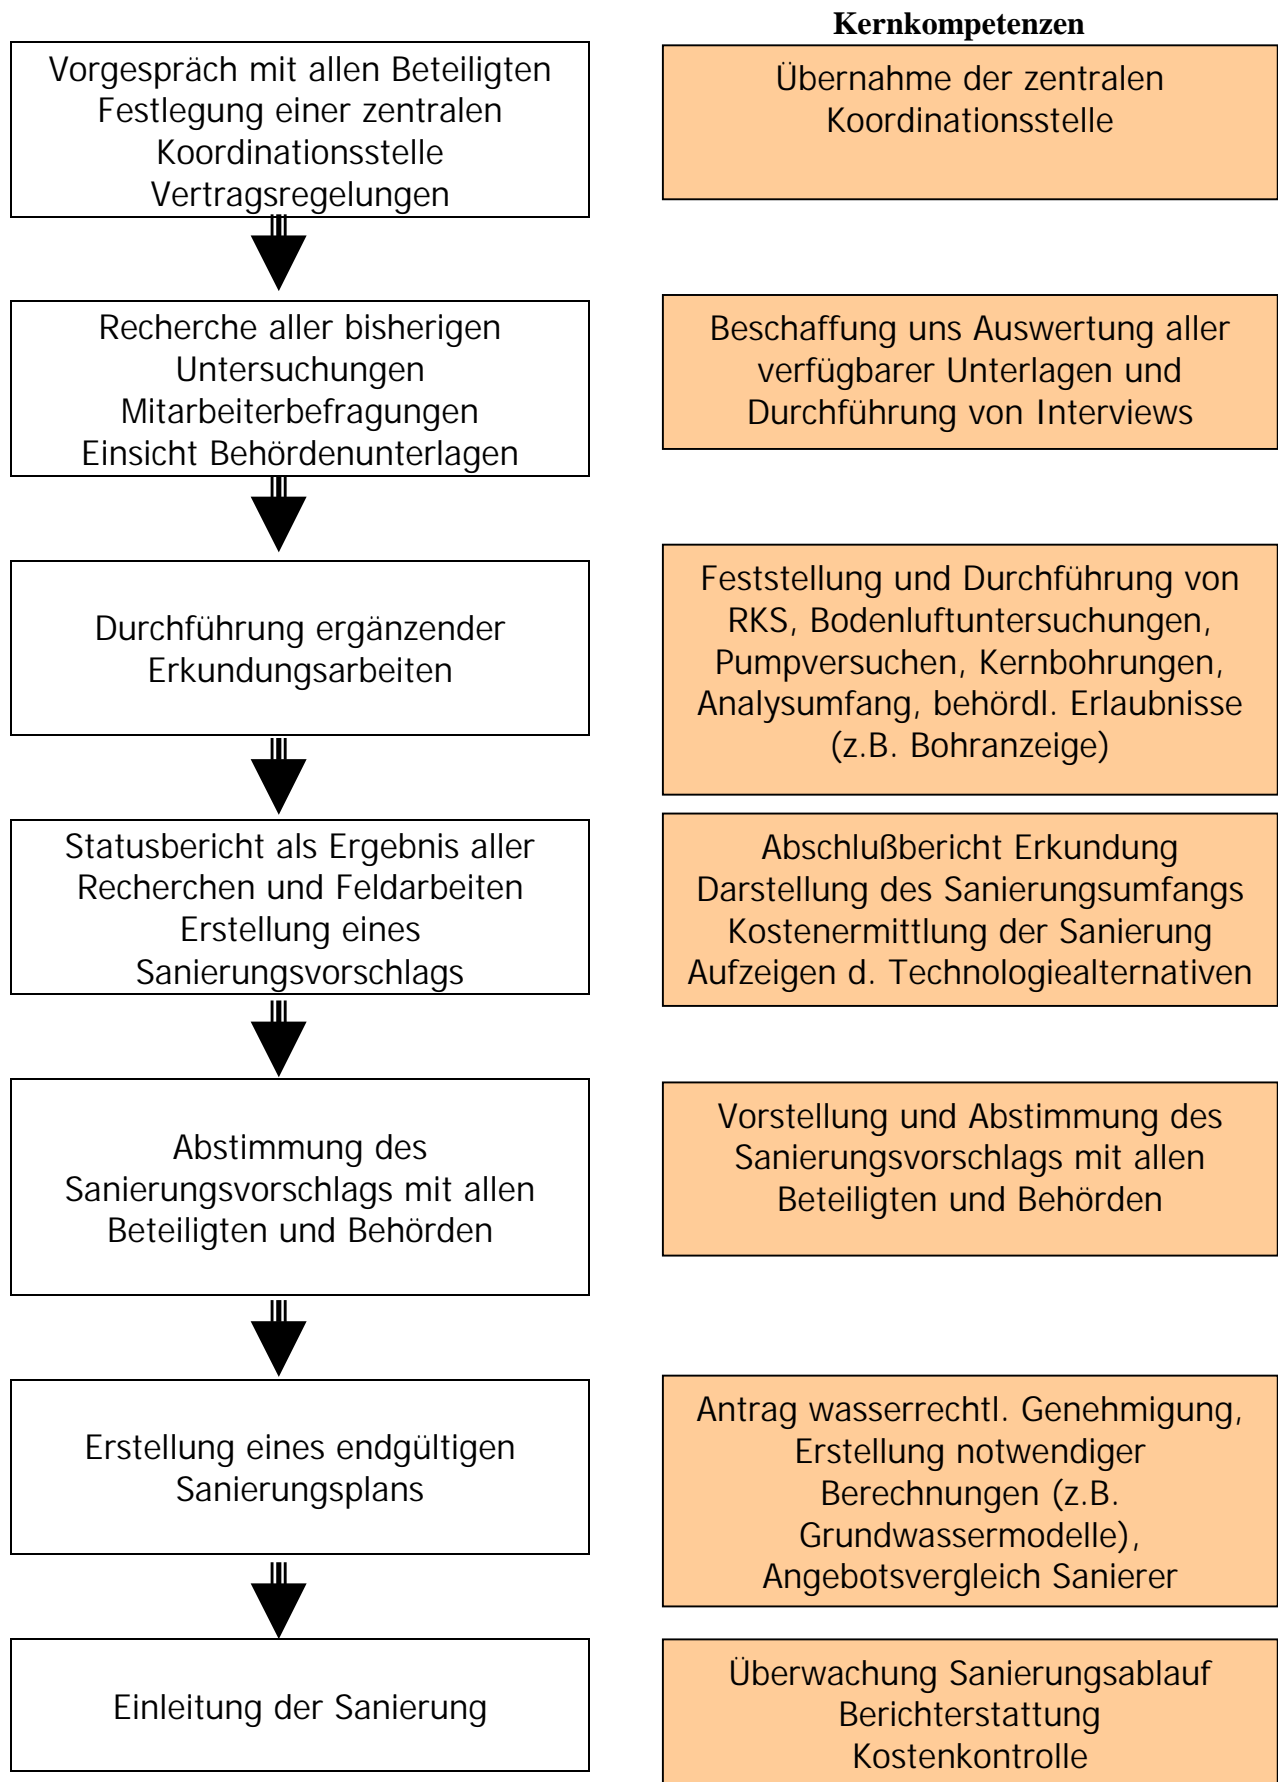 Kernkompetenzen
Vorgespräch mit allen Beteiligten
Festlegung einer zentralen
Koordinationsstelle
Vertragsregelungen
Übernahme der zentralen
Koordinationsstelle
Recherche aller bisherigen
Untersuchungen
Mitarbeiterbefragungen
Einsicht Behördenunterlagen
Beschaffung uns Auswertung aller
verfügbarer Unterlagen und
Durchführung von Interviews
Durchführung ergänzender
Erkundungsarbeiten
Feststellung und Durchführung von
RKS, Bodenluftuntersuchungen,
Pumpversuchen, Kernbohrungen,
Analysumfang, behördl. Erlaubnisse
(z.B. Bohranzeige)
Statusbericht als Ergebnis aller
Recherchen und Feldarbeiten
Erstellung eines
Sanierungsvorschlags
Abschlußbericht Erkundung
Darstellung des Sanierungsumfangs
Kostenermittlung der Sanierung
Aufzeigen d. Technologiealternativen
Abstimmung des
Sanierungsvorschlags mit allen
Beteiligten und Behörden
Vorstellung und Abstimmung des
Sanierungsvorschlags mit allen
Beteiligten und Behörden
Erstellung eines endgültigen
Sanierungsplans
Antrag wasserrechtl. Genehmigung,
Erstellung notwendiger
Berechnungen (z.B.
Grundwassermodelle),
Angebotsvergleich Sanierer
Einleitung der Sanierung
Überwachung Sanierungsablauf
Berichterstattung
Kostenkontrolle